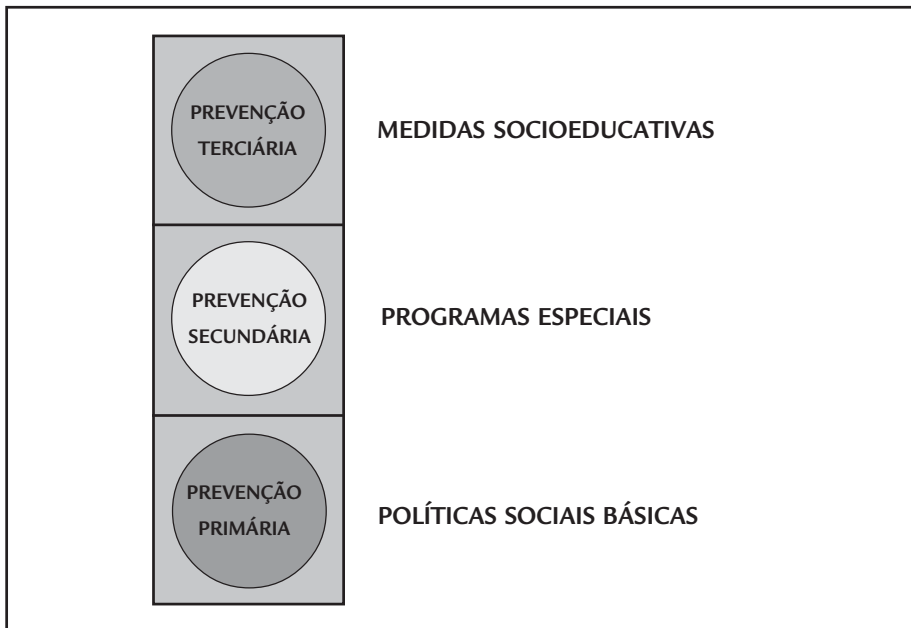 PREVENÇÃO
TERCIÁRIA
MEDIDAS SOCIOEDUCATIVAS
PREVENÇÃO
SECUNDÁRIA
PROGRAMAS ESPECIAIS
PREVENÇÃO
PRIMÁRIA
POLÍTICAS SOCIAIS BÁSICAS